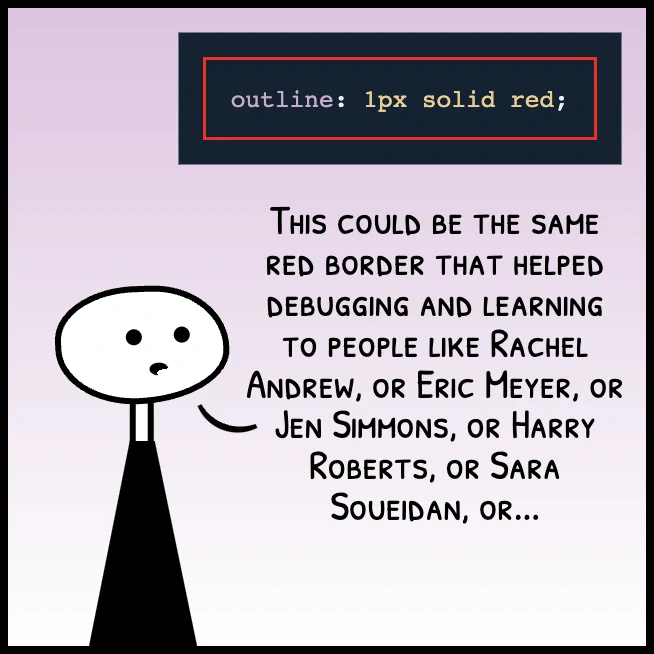 outline: 1px solid red;
This could be the same
red border that helped
debugging and learning
to people like Rachel
Andrew, or Eric Meyer, or
Jen Simmons, or Harry
Roberts, or Sara
Soueidan, or...